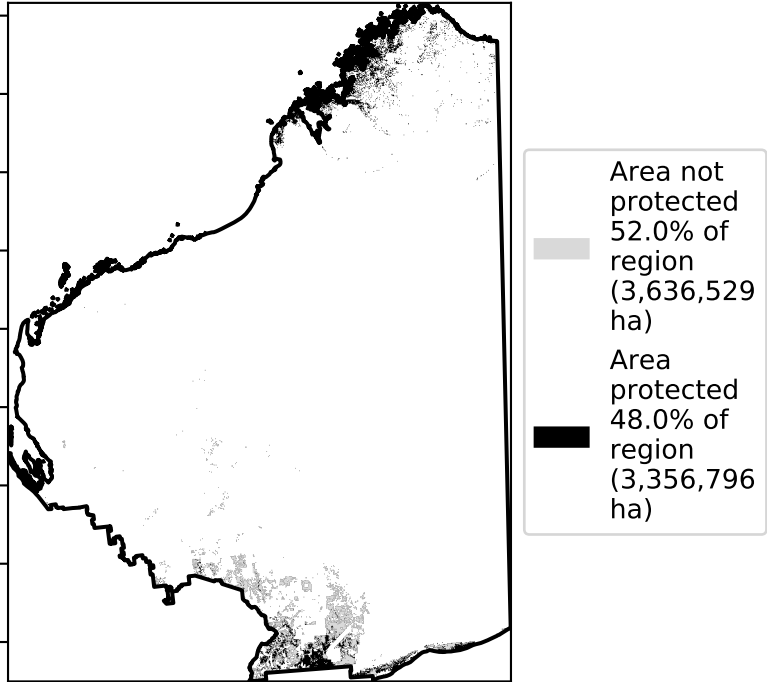 Area not
protected
52.0% of
region
(3,636,529
ha)
Area
protected
48.0% of
region
(3,356,796
ha)